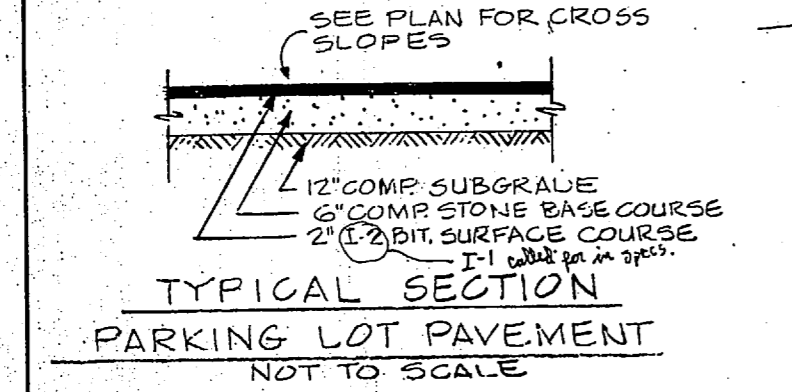 SEE PLAN FOR CROSS
SLOPES
12" COMP. SUBGRADE
6" COMP. STONE BASE COURSE
2" I-2 BIT. SURFACE COURSE
I-1 called for in specs.
TYPICAL SECTION
PARKING LOT PAVEMENT
NOT TO SCALE